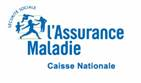 SÉCURITÉ SOCIALE
l'Assurance
Maladie
Caisse Nationale